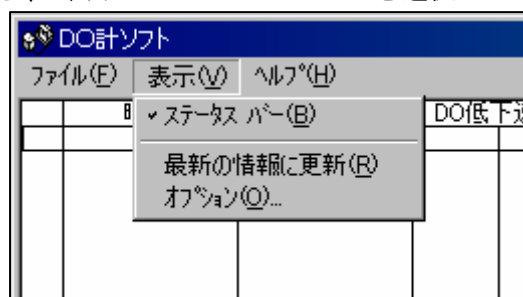 DO計ソフト
ファイル(F) 表示(V) ヘルプ(H)
DO低下速
✔ ステータス バー(B)
最新の情報に更新(R)
オプション(O)...